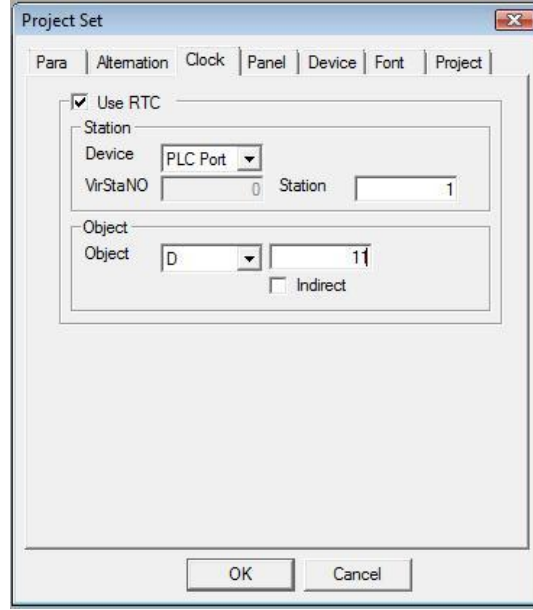 Project Set
Para Alternation Clock Panel Device Font Project
Use RTC
Station
Device PLC Port
VirStaNO 0 Station 1
Object
Object D 11
Indirect
OK Cancel